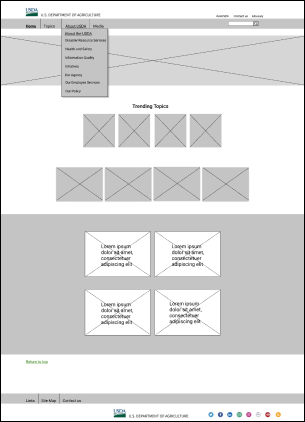 USDA
U.S. DEPARTMENT OF AGRICULTURE
Contact us
Home Topics About USDA Media
About the USDA
Disaster Resource Services
Health and Safety
Information Quality
Initiatives
Our Agency
Our Employee Services
Our Policy
Trending Topics
Lorem ipsum
dolor sit amet,
consectetuer
adipiscing elit
Lorem ipsum
dolor sit amet,
consectetuer
adipiscing elit
Lorem ipsum
dolor sit amet,
consectetuer
adipiscing elit
Lorem ipsum
dolor sit amet,
consectetuer
adipiscing elit
Return to top
Links Site Map Contact us
USDA
U.S. DEPARTMENT OF AGRICULTURE